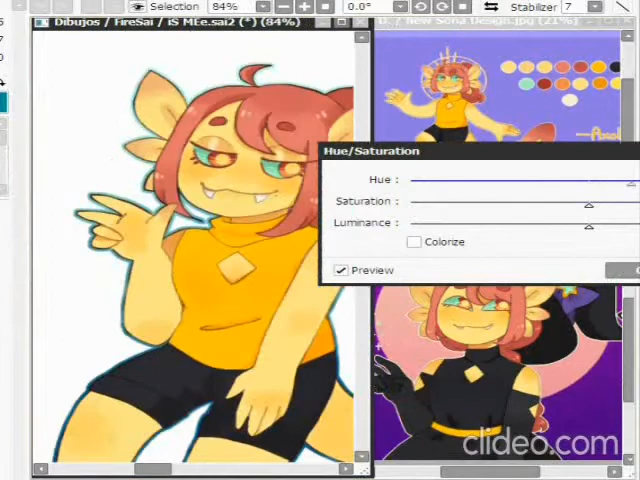 Selection 84% 0.0° Stabilizer 7
Dibujos / FireSai / iS MEe.sai2 (*) (84%)
New Sona Design.jpg (21%)
Hue/Saturation
Hue :
Saturation :
Luminance :
Colorize
Preview
clideo.com